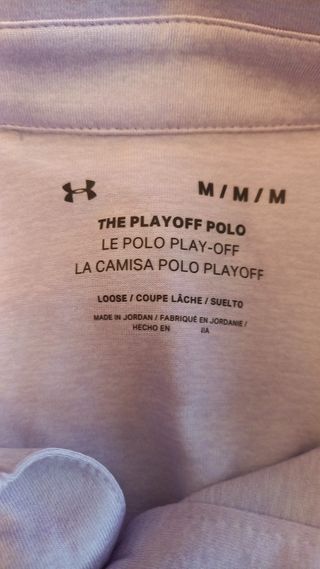 M / M / M
THE PLAYOFF POLO
LE POLO PLAY-OFF
LA CAMISA POLO PLAYOFF
LOOSE / COUPE LÂCHE / SUELTO
MADE IN JORDAN / FABRIQUÉ EN JORDANIE /
HECHO EN